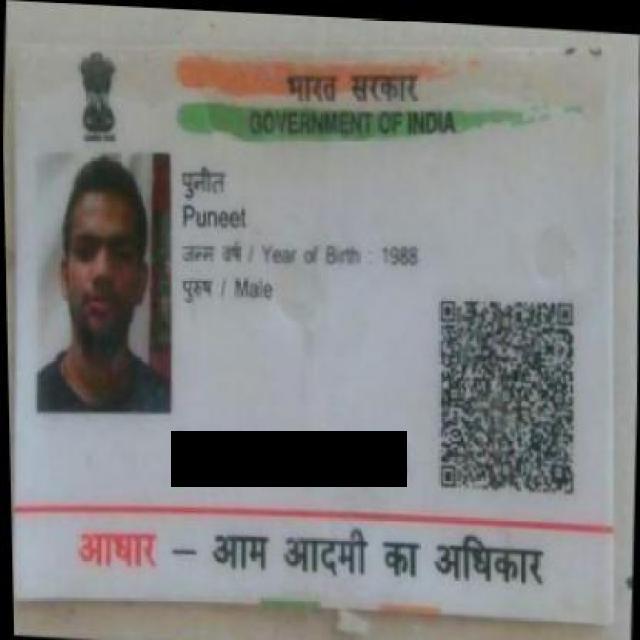 भारत सरकार
GOVERNMENT OF INDIA
पुनीत
Puneet
जन्म वर्ष / Year of Birth : 1988
पुरुष / Male
आधार – आम आदमी का अधिकार